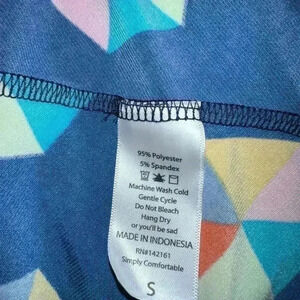 95% Polyester
5% Spandex
Machine Wash Cold
Gentle Cycle
Do Not Bleach
Hang Dry
or you'll be sad
MADE IN INDONESIA
RN#142161
Simply Comfortable
S